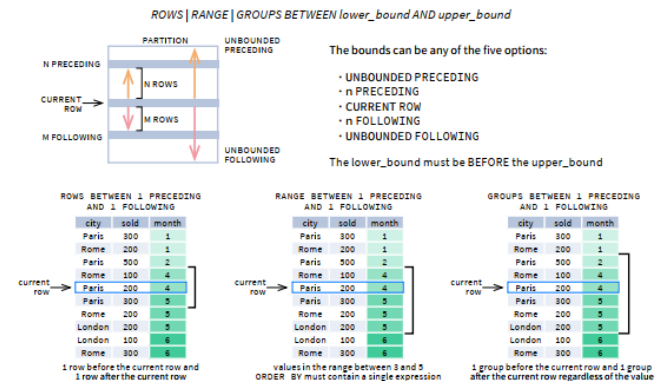 ROWS | RANGE | GROUPS BETWEEN lower_bound AND upper_bound
PARTITION
UNBOUNDED
PRECEDING
N PRECEDING
N ROWS
CURRENT
ROW
M ROWS
M FOLLOWING
UNBOUNDED
FOLLOWING
The bounds can be any of the five options:
· UNBOUNDED PRECEDING
· n PRECEDING
· CURRENT ROW
· n FOLLOWING
· UNBOUNDED FOLLOWING
The lower_bound must be BEFORE the upper_bound
ROWS BETWEEN 1 PRECEDING
AND 1 FOLLOWING
city sold month
Paris 300 1
Rome 200 1
Paris 500 2
Rome 100 4
Paris 200 4
Paris 300 5
Rome 200 5
London 200 5
London 100 6
Rome 300 6
current
row
1 row before the current row and
1 row after the current row
RANGE BETWEEN 1 PRECEDING
AND 1 FOLLOWING
city sold month
Paris 300 1
Rome 200 1
Paris 500 2
Rome 100 4
Paris 200 4
Paris 300 5
Rome 200 5
London 200 5
London 100 6
Rome 300 6
current
row
values in the range between 3 and 5
ORDER BY must contain a single expression
GROUPS BETWEEN 1 PRECEDING
AND 1 FOLLOWING
city sold month
Paris 300 1
Rome 200 1
Paris 500 2
Rome 100 4
Paris 200 4
Paris 300 5
Rome 200 5
London 200 5
London 100 6
Rome 300 6
current
row
1 group before the current row and 1 group
after the current row regardless of the value